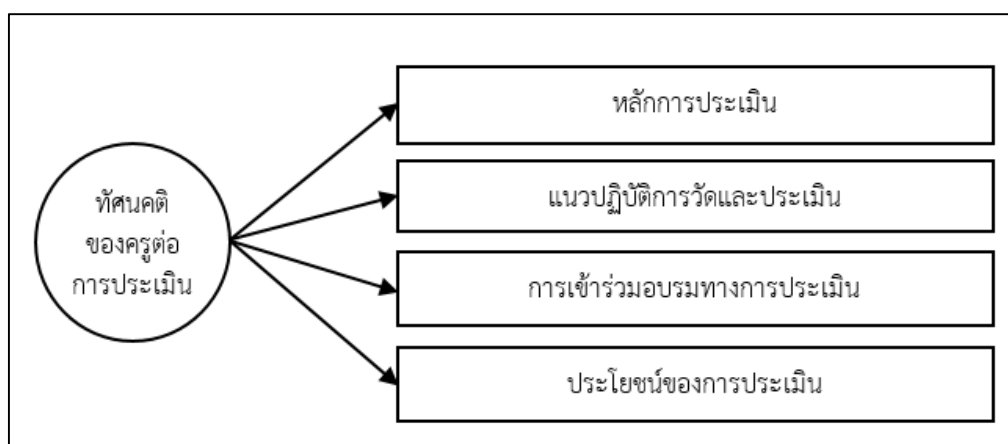 ทัศนคติ
ของครูต่อ
การประเมิน
หลักการประเมิน
แนวปฏิบัติการวัดและประเมิน
การเข้าร่วมอบรมทางการประเมิน
ประโยชน์ของการประเมิน